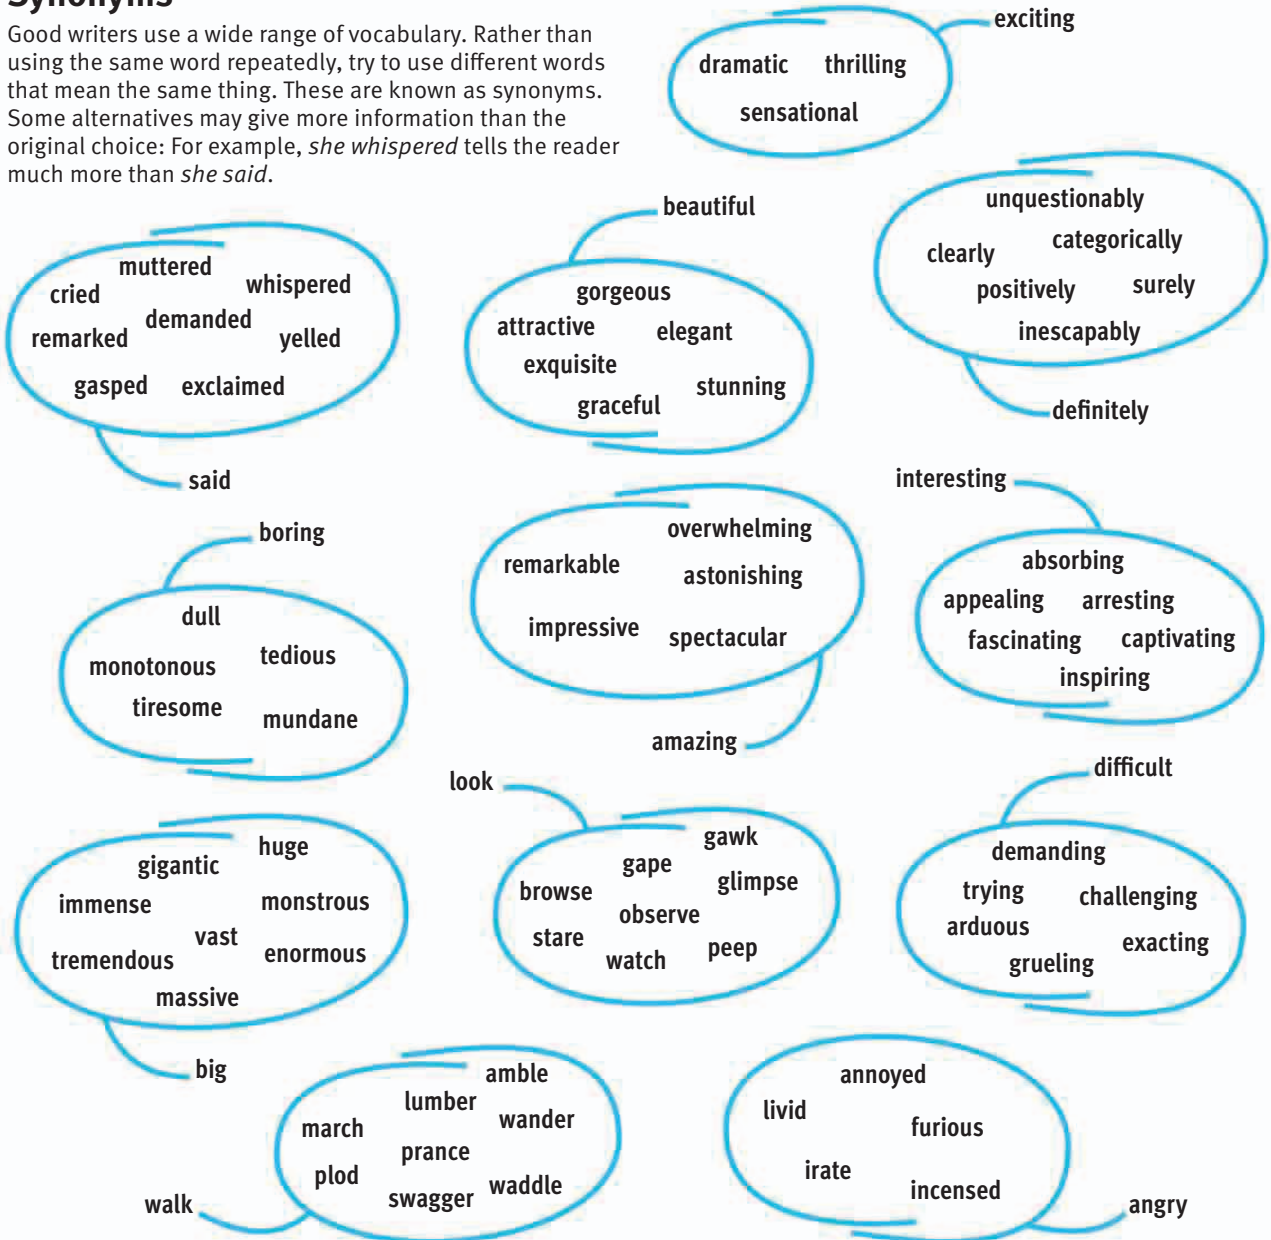 Synonyms
Good writers use a wide range of vocabulary. Rather than
using the same word repeatedly, try to use different words
that mean the same thing. These are known as synonyms.
Some alternatives may give more information than the
original choice: For example, she whispered tells the reader
much more than she said.
exciting
dramatic thrilling
sensational
muttered
cried whispered
demanded
remarked yelled
gasped exclaimed
said
beautiful
gorgeous
attractive elegant
exquisite
stunning
graceful
unquestionably
clearly categorically
positively surely
inescapably
definitely
boring
dull
monotonous tedious
tiresome mundane
overwhelming
remarkable astonishing
impressive spectacular
amazing
interesting
absorbing
appealing arresting
fascinating captivating
inspiring
gigantic huge
immense monstrous
vast
tremendous enormous
massive
big
look
gawk
gape
browse glimpse
observe
stare
watch peep
difficult
demanding
trying challenging
arduous
exacting
grueling
amble
lumber
march wander
prance
plod
swagger waddle
walk
annoyed
livid
furious
irate
incensed
angry